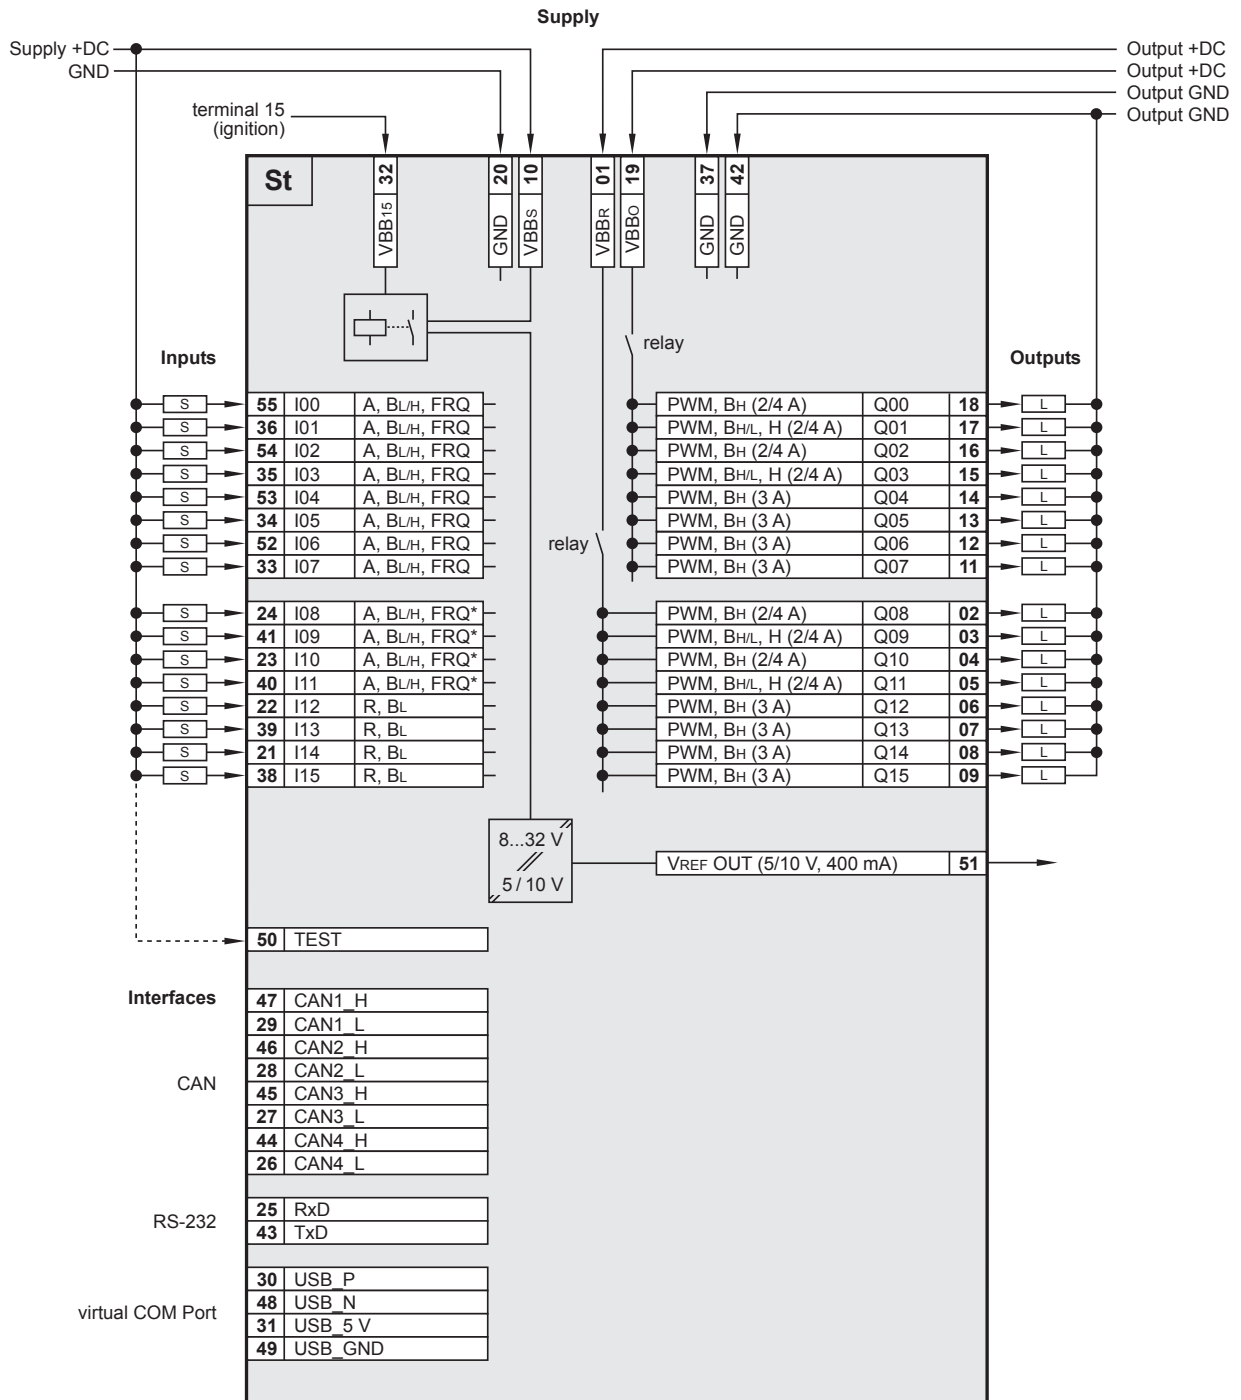 Supply
Supply +DC
Output +DC
GND
Output +DC
Output GND
Output GND
terminal 15
(ignition)
St
32
VBB15
20
GND
10
VBBS
01
VBBR
19
VBBO
37
GND
42
GND
relay
Inputs
Outputs
S 55 I00 A, BL/H, FRQ PWM, BH (2/4 A) Q00 18 L
S 36 I01 A, BL/H, FRQ PWM, BH/L, H (2/4 A) Q01 17 L
S 54 I02 A, BL/H, FRQ PWM, BH (2/4 A) Q02 16 L
S 35 I03 A, BL/H, FRQ PWM, BH/L, H (2/4 A) Q03 15 L
S 53 I04 A, BL/H, FRQ PWM, BH (3 A) Q04 14 L
S 34 I05 A, BL/H, FRQ PWM, BH (3 A) Q05 13 L
S 52 I06 A, BL/H, FRQ relay PWM, BH (3 A) Q06 12 L
S 33 I07 A, BL/H, FRQ PWM, BH (3 A) Q07 11 L
S 24 I08 A, BL/H, FRQ* PWM, BH (2/4 A) Q08 02 L
S 41 I09 A, BL/H, FRQ* PWM, BH/L, H (2/4 A) Q09 03 L
S 23 I10 A, BL/H, FRQ* PWM, BH (2/4 A) Q10 04 L
S 40 I11 A, BL/H, FRQ* PWM, BH/L, H (2/4 A) Q11 05 L
S 22 I12 R, BL PWM, BH (3 A) Q12 06 L
S 39 I13 R, BL PWM, BH (3 A) Q13 07 L
S 21 I14 R, BL PWM, BH (3 A) Q14 08 L
S 38 I15 R, BL PWM, BH (3 A) Q15 09 L
8...32 V
//
5/10 V
VREF OUT (5/10 V, 400 mA) 51
50 TEST
Interfaces
47 CAN1_H
29 CAN1_L
46 CAN2_H
28 CAN2_L
CAN
45 CAN3_H
27 CAN3_L
44 CAN4_H
26 CAN4_L
RS-232
25 RxD
43 TxD
virtual COM Port
30 USB_P
48 USB_N
31 USB_5 V
49 USB_GND